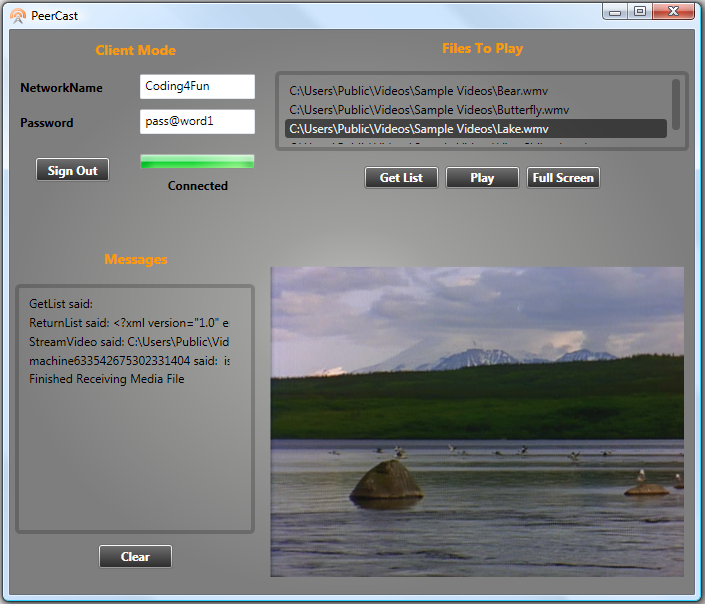 PeerCast
Client Mode
NetworkName
Coding4Fun
Password
pass@word1
Sign Out
Connected
Files To Play
C:\Users\Public\Videos\Sample Videos\Bear.wmv
C:\Users\Public\Videos\Sample Videos\Butterfly.wmv
C:\Users\Public\Videos\Sample Videos\Lake.wmv
Get List
Play
Full Screen
Messages
GetList said:
ReturnList said: <?xml version="1.0" e
StreamVideo said: C:\Users\Public\Vid
machine633542675302331404 said: is
Finished Receiving Media File
Clear